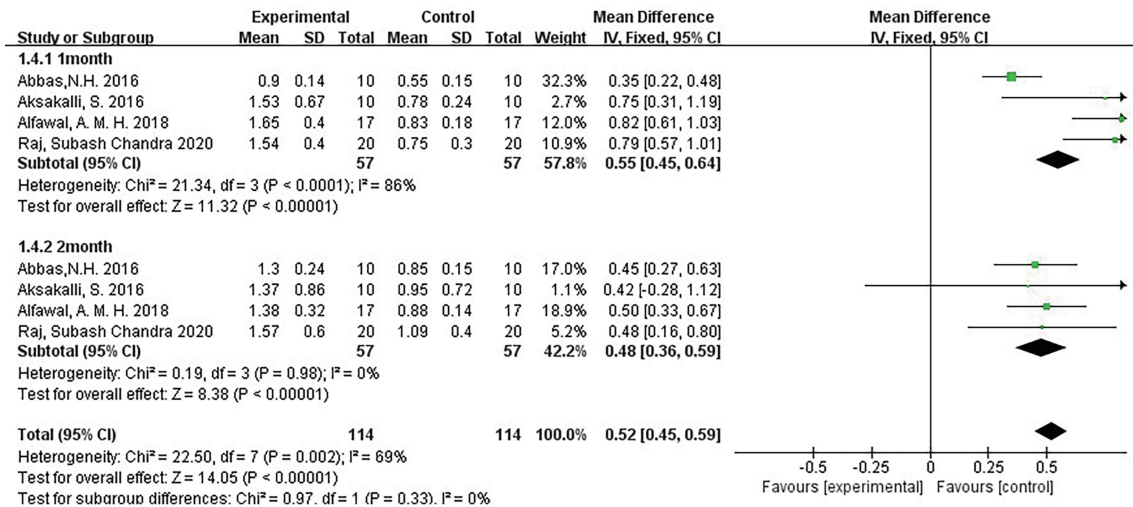 Experimental Control Mean Difference Mean Difference
Study or Subgroup Mean SD Total Mean SD Total Weight IV, Fixed, 95% CI IV, Fixed, 95% CI
1.4.1 1month
Abbas,N.H. 2016 0.9 0.14 10 0.55 0.15 10 32.3% 0.35 [0.22, 0.48]
Aksakalli, S. 2016 1.53 0.67 10 0.78 0.24 10 2.7% 0.75 [0.31, 1.19]
Alfawal, A. M. H. 2018 1.65 0.4 17 0.83 0.18 17 12.0% 0.82 [0.61, 1.03]
Raj, Subash Chandra 2020 1.54 0.4 20 0.75 0.3 20 10.9% 0.79 [0.57, 1.01]
Subtotal (95% CI) 57 57 57.8% 0.55 [0.45, 0.64]
Heterogeneity: Chi² = 21.34, df = 3 (P < 0.0001); I² = 86%
Test for overall effect: Z = 11.32 (P < 0.00001)
1.4.2 2month
Abbas,N.H. 2016 1.3 0.24 10 0.85 0.15 10 17.0% 0.45 [0.27, 0.63]
Aksakalli, S. 2016 1.37 0.86 10 0.95 0.72 10 1.1% 0.42 [-0.28, 1.12]
Alfawal, A. M. H. 2018 1.38 0.32 17 0.88 0.14 17 18.9% 0.50 [0.33, 0.67]
Raj, Subash Chandra 2020 1.57 0.6 20 1.09 0.4 20 5.2% 0.48 [0.16, 0.80]
Subtotal (95% CI) 57 57 42.2% 0.48 [0.36, 0.59]
Heterogeneity: Chi² = 0.19, df = 3 (P = 0.98); I² = 0%
Test for overall effect: Z = 8.38 (P < 0.00001)
Total (95% CI) 114 114 100.0% 0.52 [0.45, 0.59]
Heterogeneity: Chi² = 22.50, df = 7 (P = 0.002); I² = 69%
Test for overall effect: Z = 14.05 (P < 0.00001)
Test for subgroup differences: Chi² = 0.97, df = 1 (P = 0.33), I² = 0%
-0.5 -0.25 0 0.25 0.5
Favours [experimental] Favours [control]